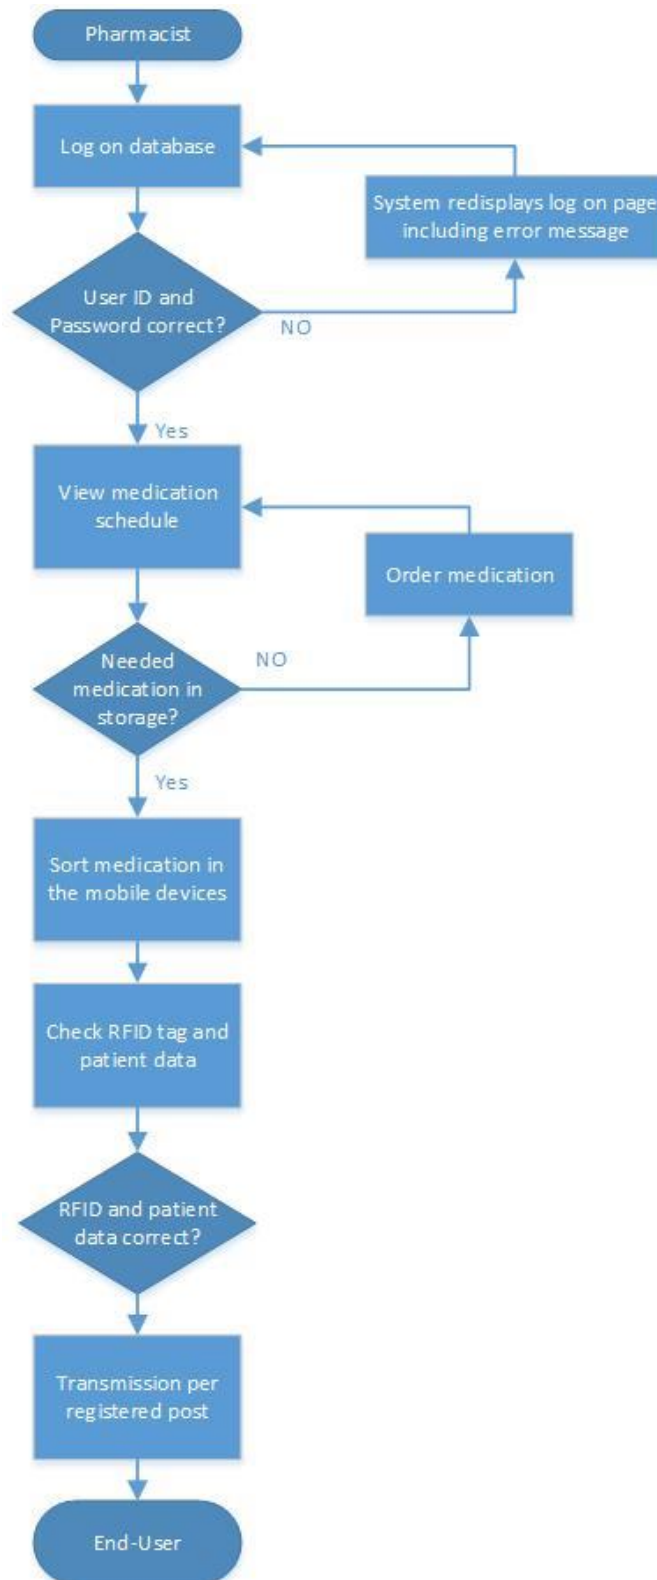 Pharmacist
Log on database
System redisplays log on page
including error message
User ID and
Password correct?
NO
Yes
View medication
schedule
Order medication
Needed
medication in
storage?
NO
Yes
Sort medication in
the mobile devices
Check RFID tag and
patient data
RFID and patient
data correct?
Transmission per
registered post
End-User